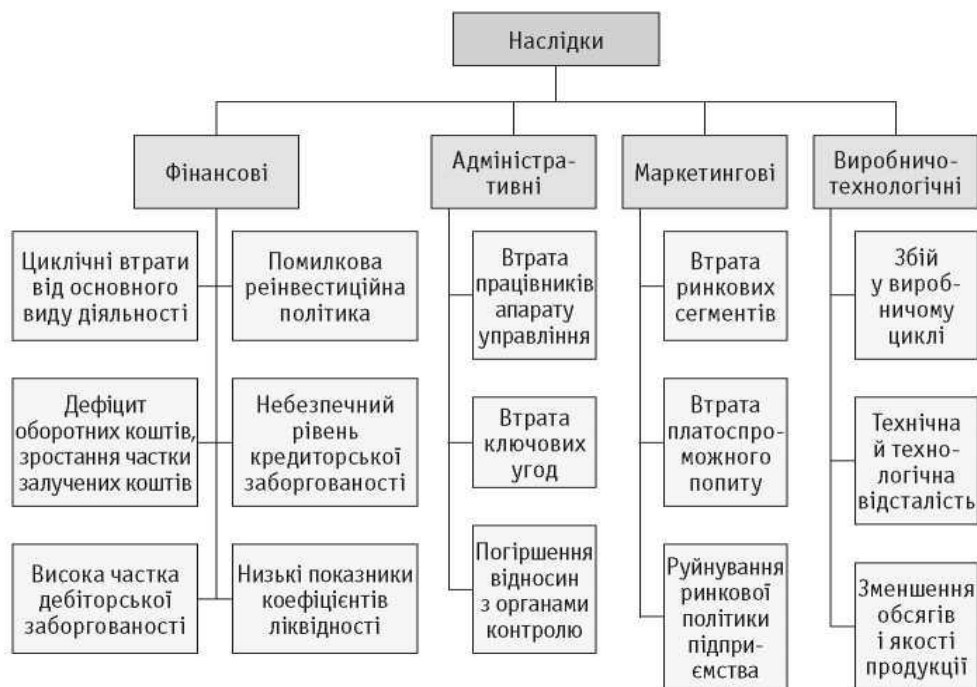 Наслідки
Фінансові
Адміністра-
тивні
Маркетингові
Виробничо-
технологічні
Циклічні втрати
від основного
виду діяльності
Помилкова
реінвестиційна
політика
Дефіцит
оборотних коштів,
зростання частки
залучених коштів
Небезпечний
рівень
кредиторської
заборгованості
Висока частка
дебіторської
заборгованості
Низькі показники
коефіцієнтів
ліквідності
Втрата
працівників
апарату
управління
Втрата
ключових
угод
Погіршення
відносин
з органами
контролю
Втрата
ринкових
сегментів
Втрата
платоспро-
можного
попиту
Руйнування
ринкової
політики
підпри-
ємства
Збій
у вироб-
ничому
циклі
Технічна
й техно-
логічна
відсталість
Зменшення
обсягів
і якості
продукції